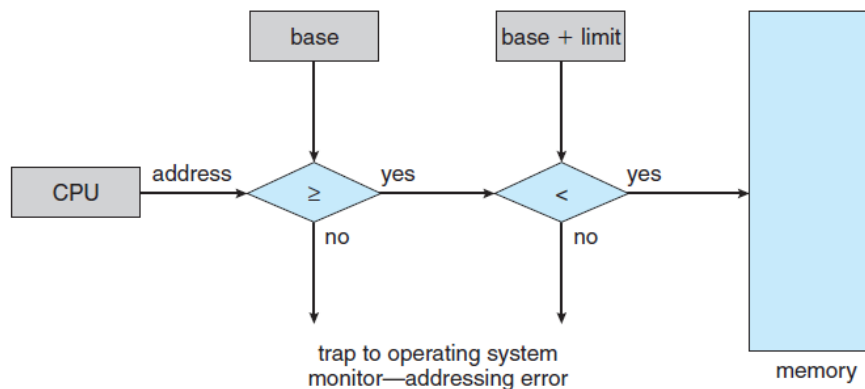 base
base + limit
CPU
address
≥
yes
<
yes
no
no
trap to operating system
monitor—addressing error
memory